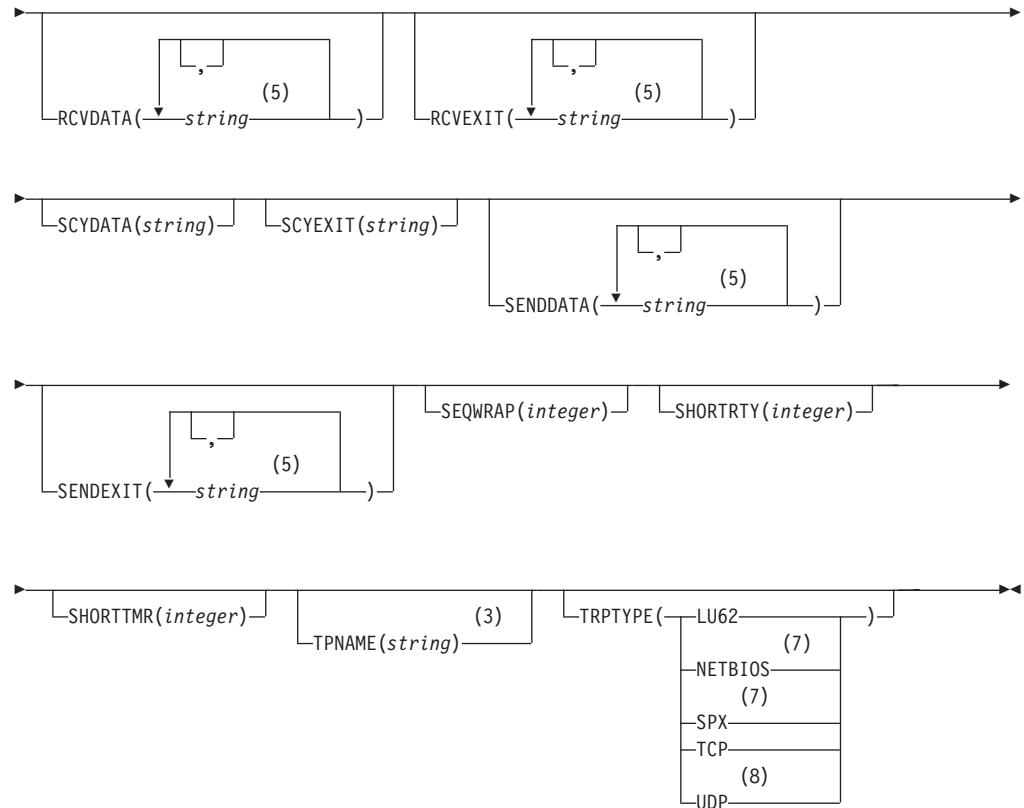 ,
,
(5)
(5)
RCVDATA( string )
RCVEXIT( string )
SCYDATA(string)
SCYEXIT(string)
,
(5)
SENDDATA( string )
SEQWRAP(integer)
SHORTRTY(integer)
,
(5)
SENDEXIT( string )
SHORTTMR(integer)
(3)
TPNAME(string)
TRPTYPE( LU62 )
(7)
NETBIOS
(7)
SPX
TCP
(8)
UDP